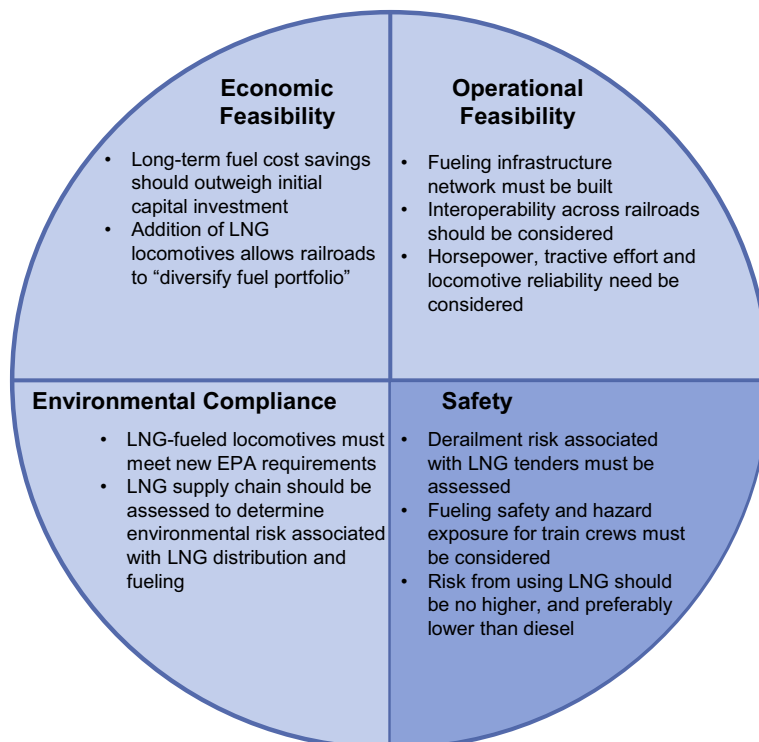 Economic
Feasibility
• Long-term fuel cost savings
should outweigh initial
capital investment
• Addition of LNG
locomotives allows railroads
to “diversify fuel portfolio”
Operational
Feasibility
• Fueling infrastructure
network must be built
• Interoperability across railroads
should be considered
• Horsepower, tractive effort and
locomotive reliability need be
considered
Environmental Compliance
• LNG-fueled locomotives must
meet new EPA requirements
• LNG supply chain should be
assessed to determine
environmental risk associated
with LNG distribution and
fueling
Safety
• Derailment risk associated
with LNG tenders must be
assessed
• Fueling safety and hazard
exposure for train crews must
be considered
• Risk from using LNG should
be no higher, and preferably
lower than diesel